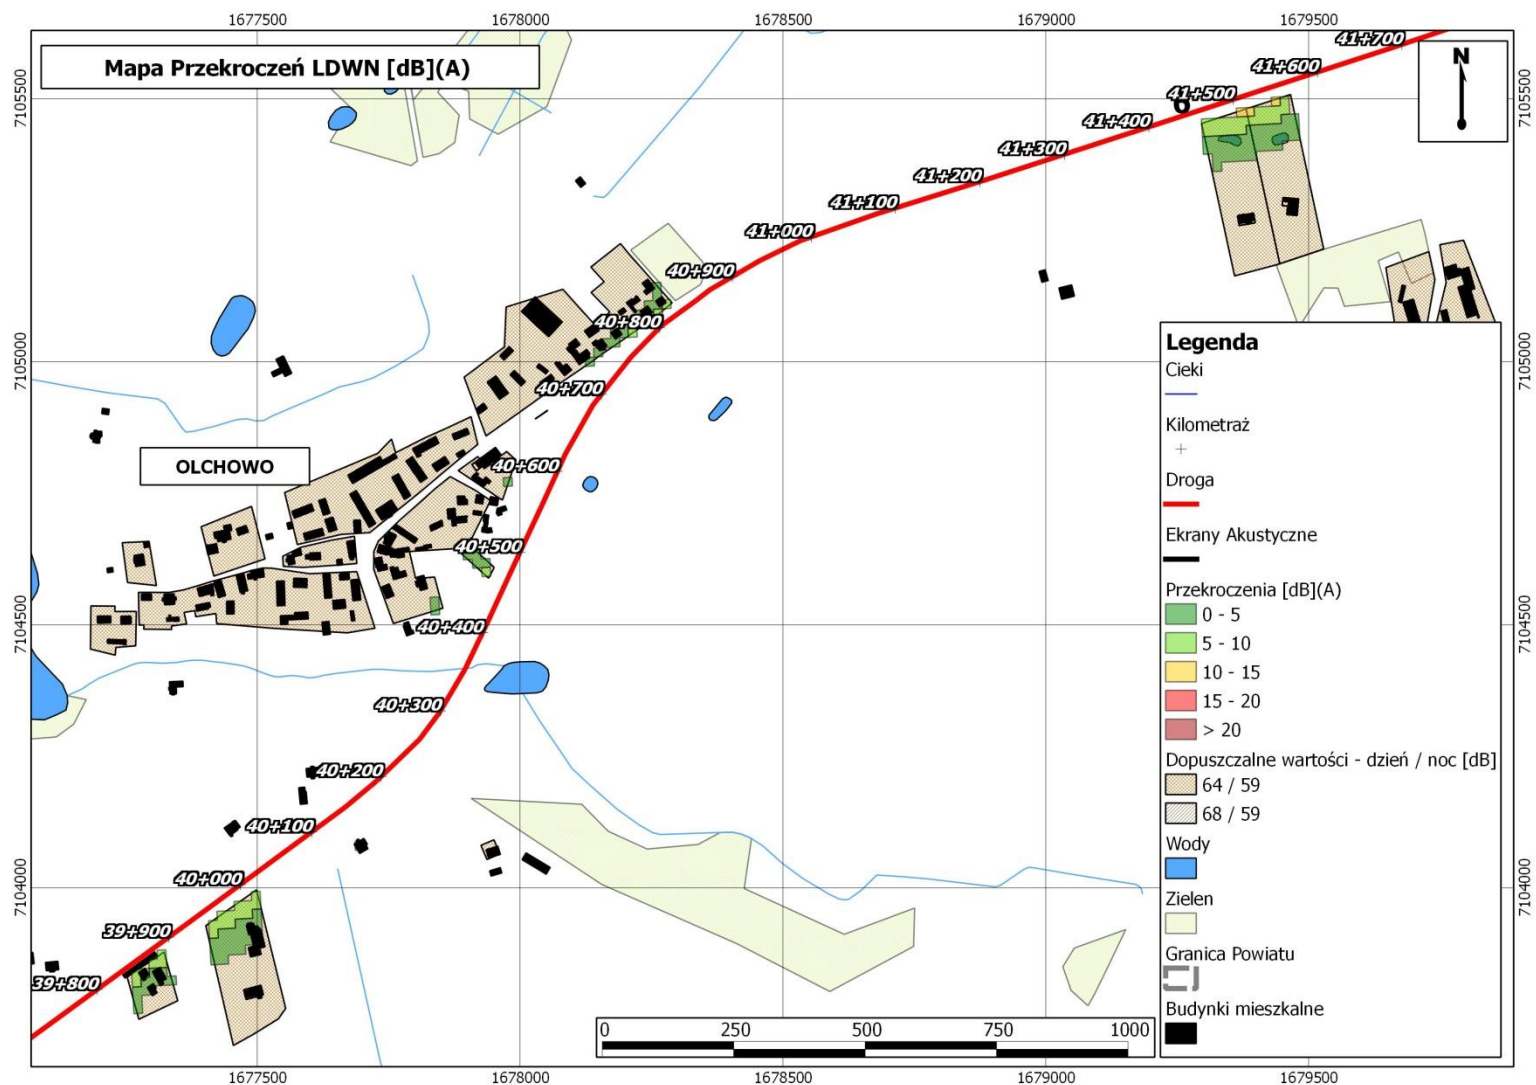 1677500 1678000 1678500 1679000 1679500
Mapa Przekroczeń LDWN [dB](A)
N
41+700
41+600
41+500
6
41+400
41+300
41+200
41+100
41+000
40+900
40+800
40+700
40+600
40+500
40+400
40+300
40+200
40+100
40+000
39+900
39+800
OLCHOWO
7105500
7105000
7104500
7104000
7105500
7105000
7104500
7104000
Legenda
Cieki
Kilometraż
Droga
Ekrany Akustyczne
Przekroczenia [dB](A)
0 - 5
5 - 10
10 - 15
15 - 20
> 20
Dopuszczalne wartości - dzień / noc [dB]
64 / 59
68 / 59
Wody
Zielen
Granica Powiatu
Budynki mieszkalne
0 250 500 750 1000
1677500 1678000 1678500 1679000 1679500